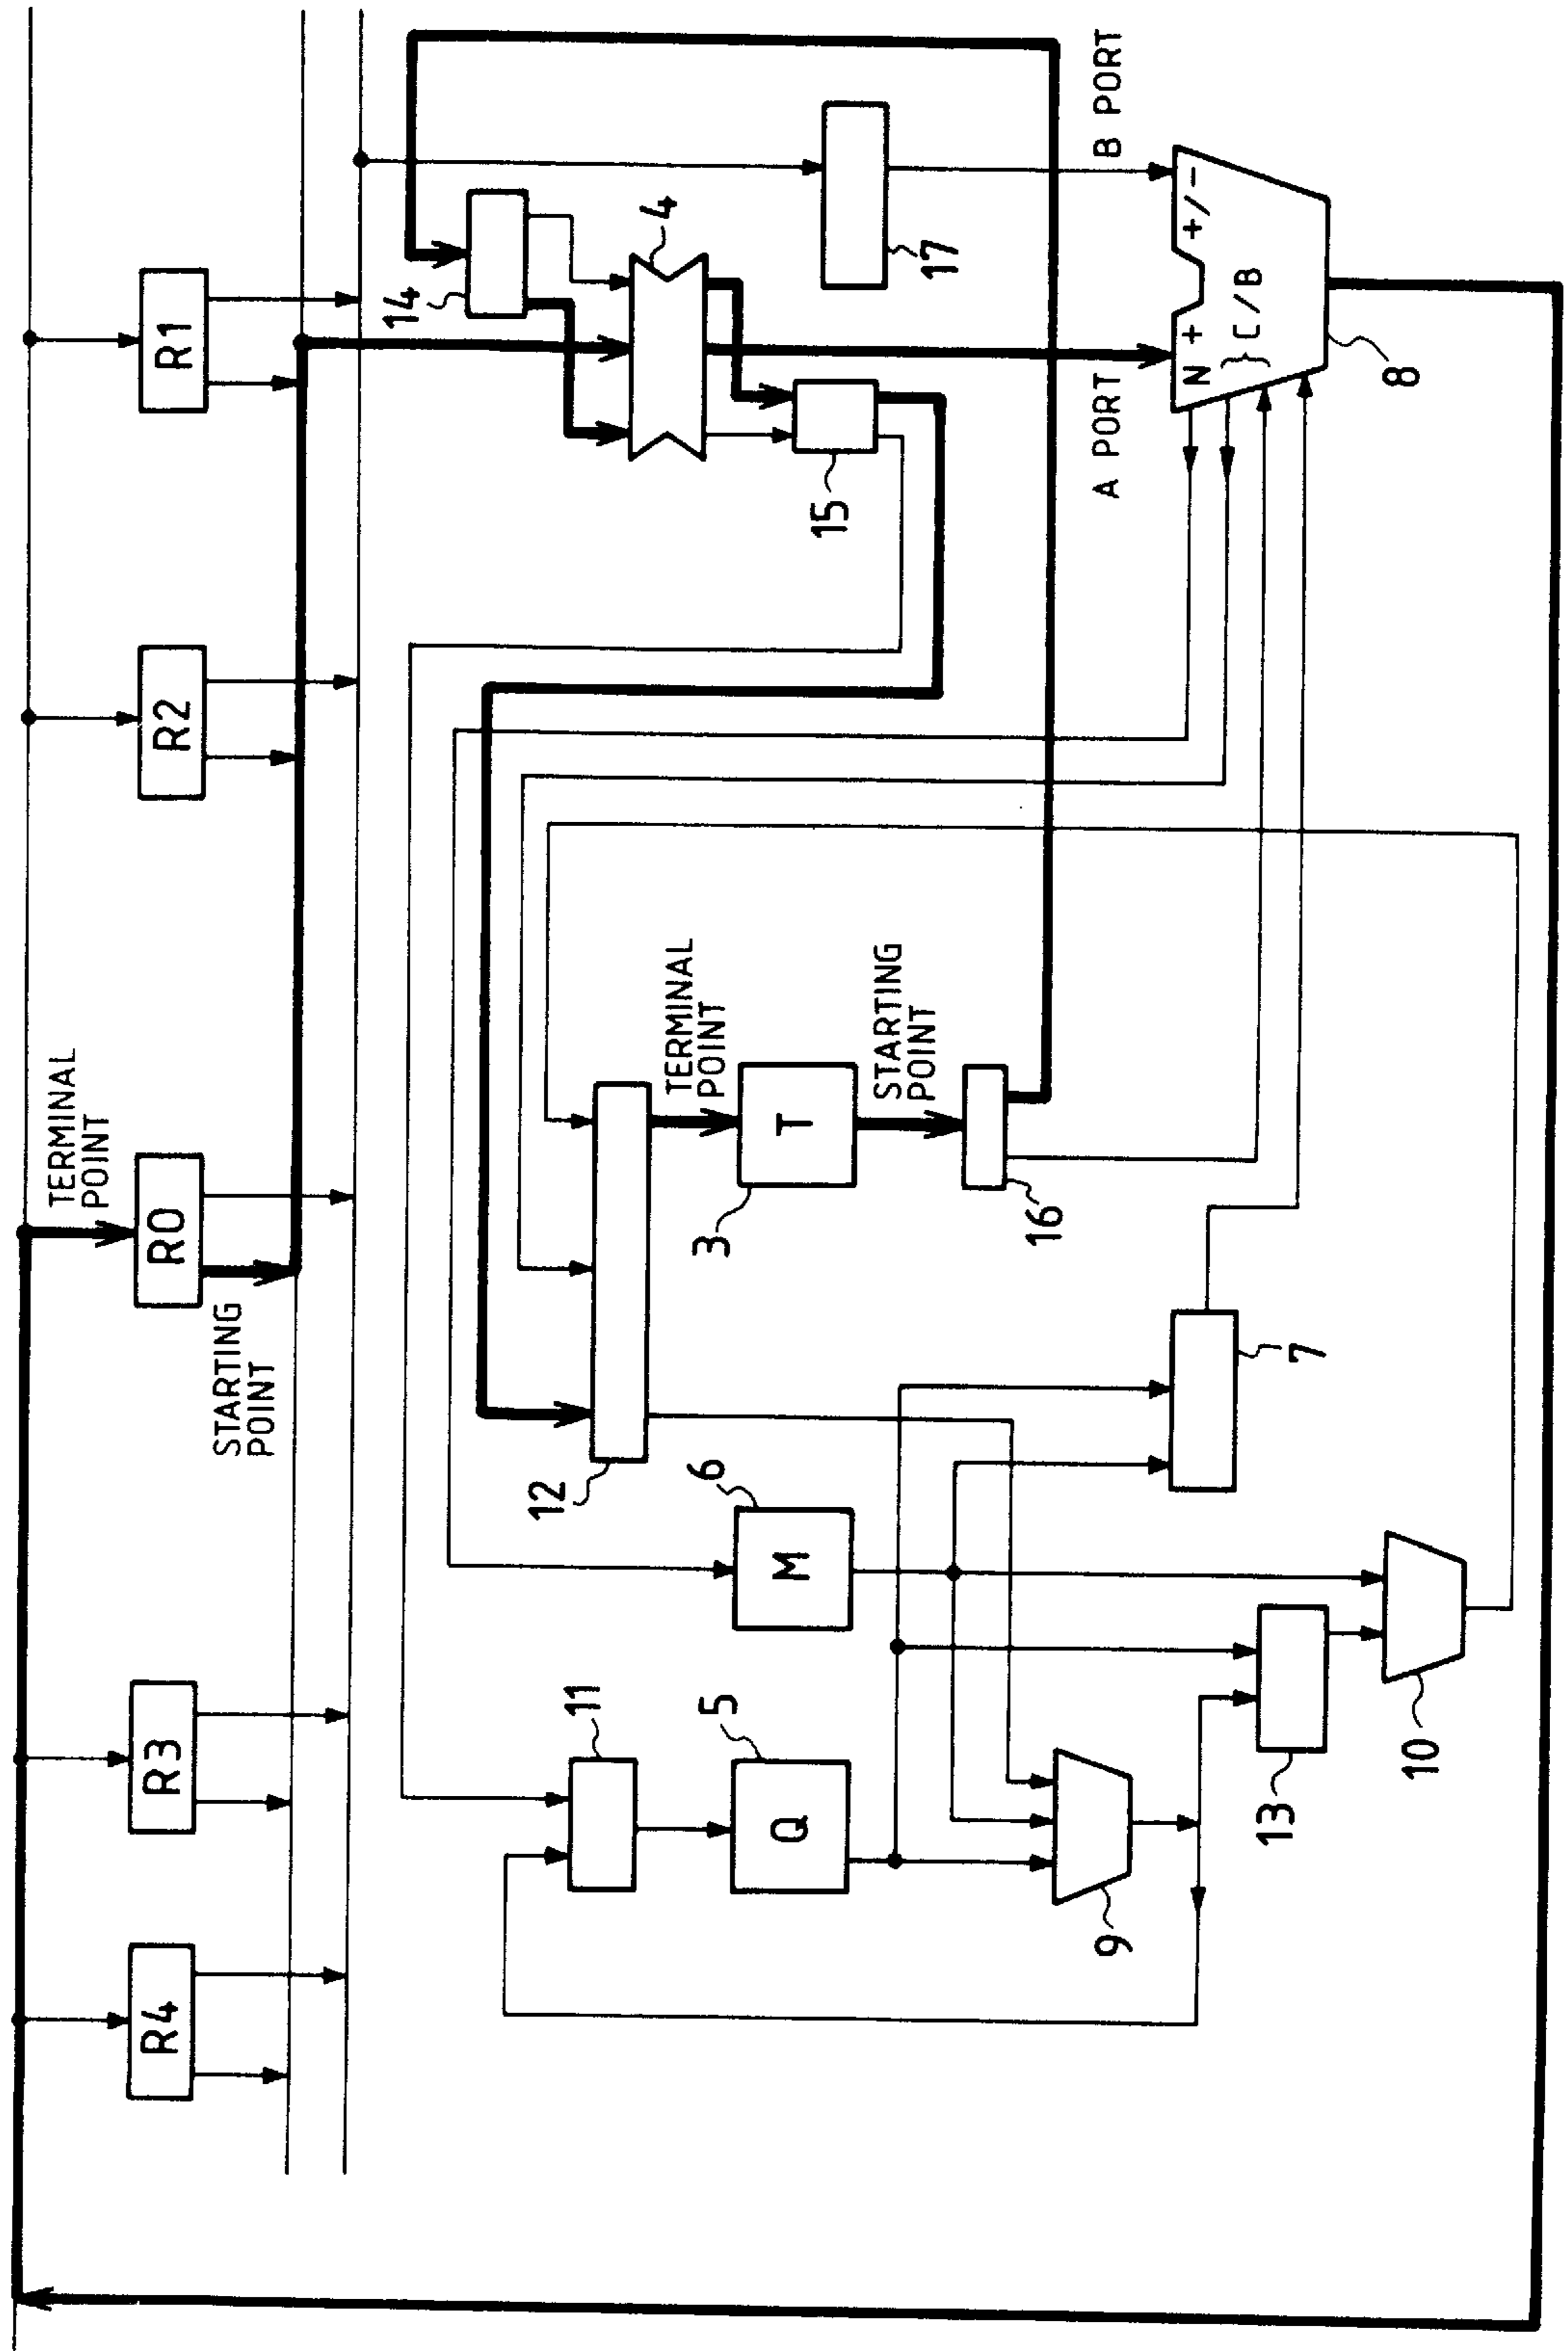 R4
R3
R0
R2
R1
TERMINAL
POINT
STARTING
POINT
14
4
11
12
15
17
5
Q
6
M
3
T
TERMINAL
POINT
STARTING
POINT
16
A PORT
B PORT
9
7
N + +/-
} C/B
8
13
10